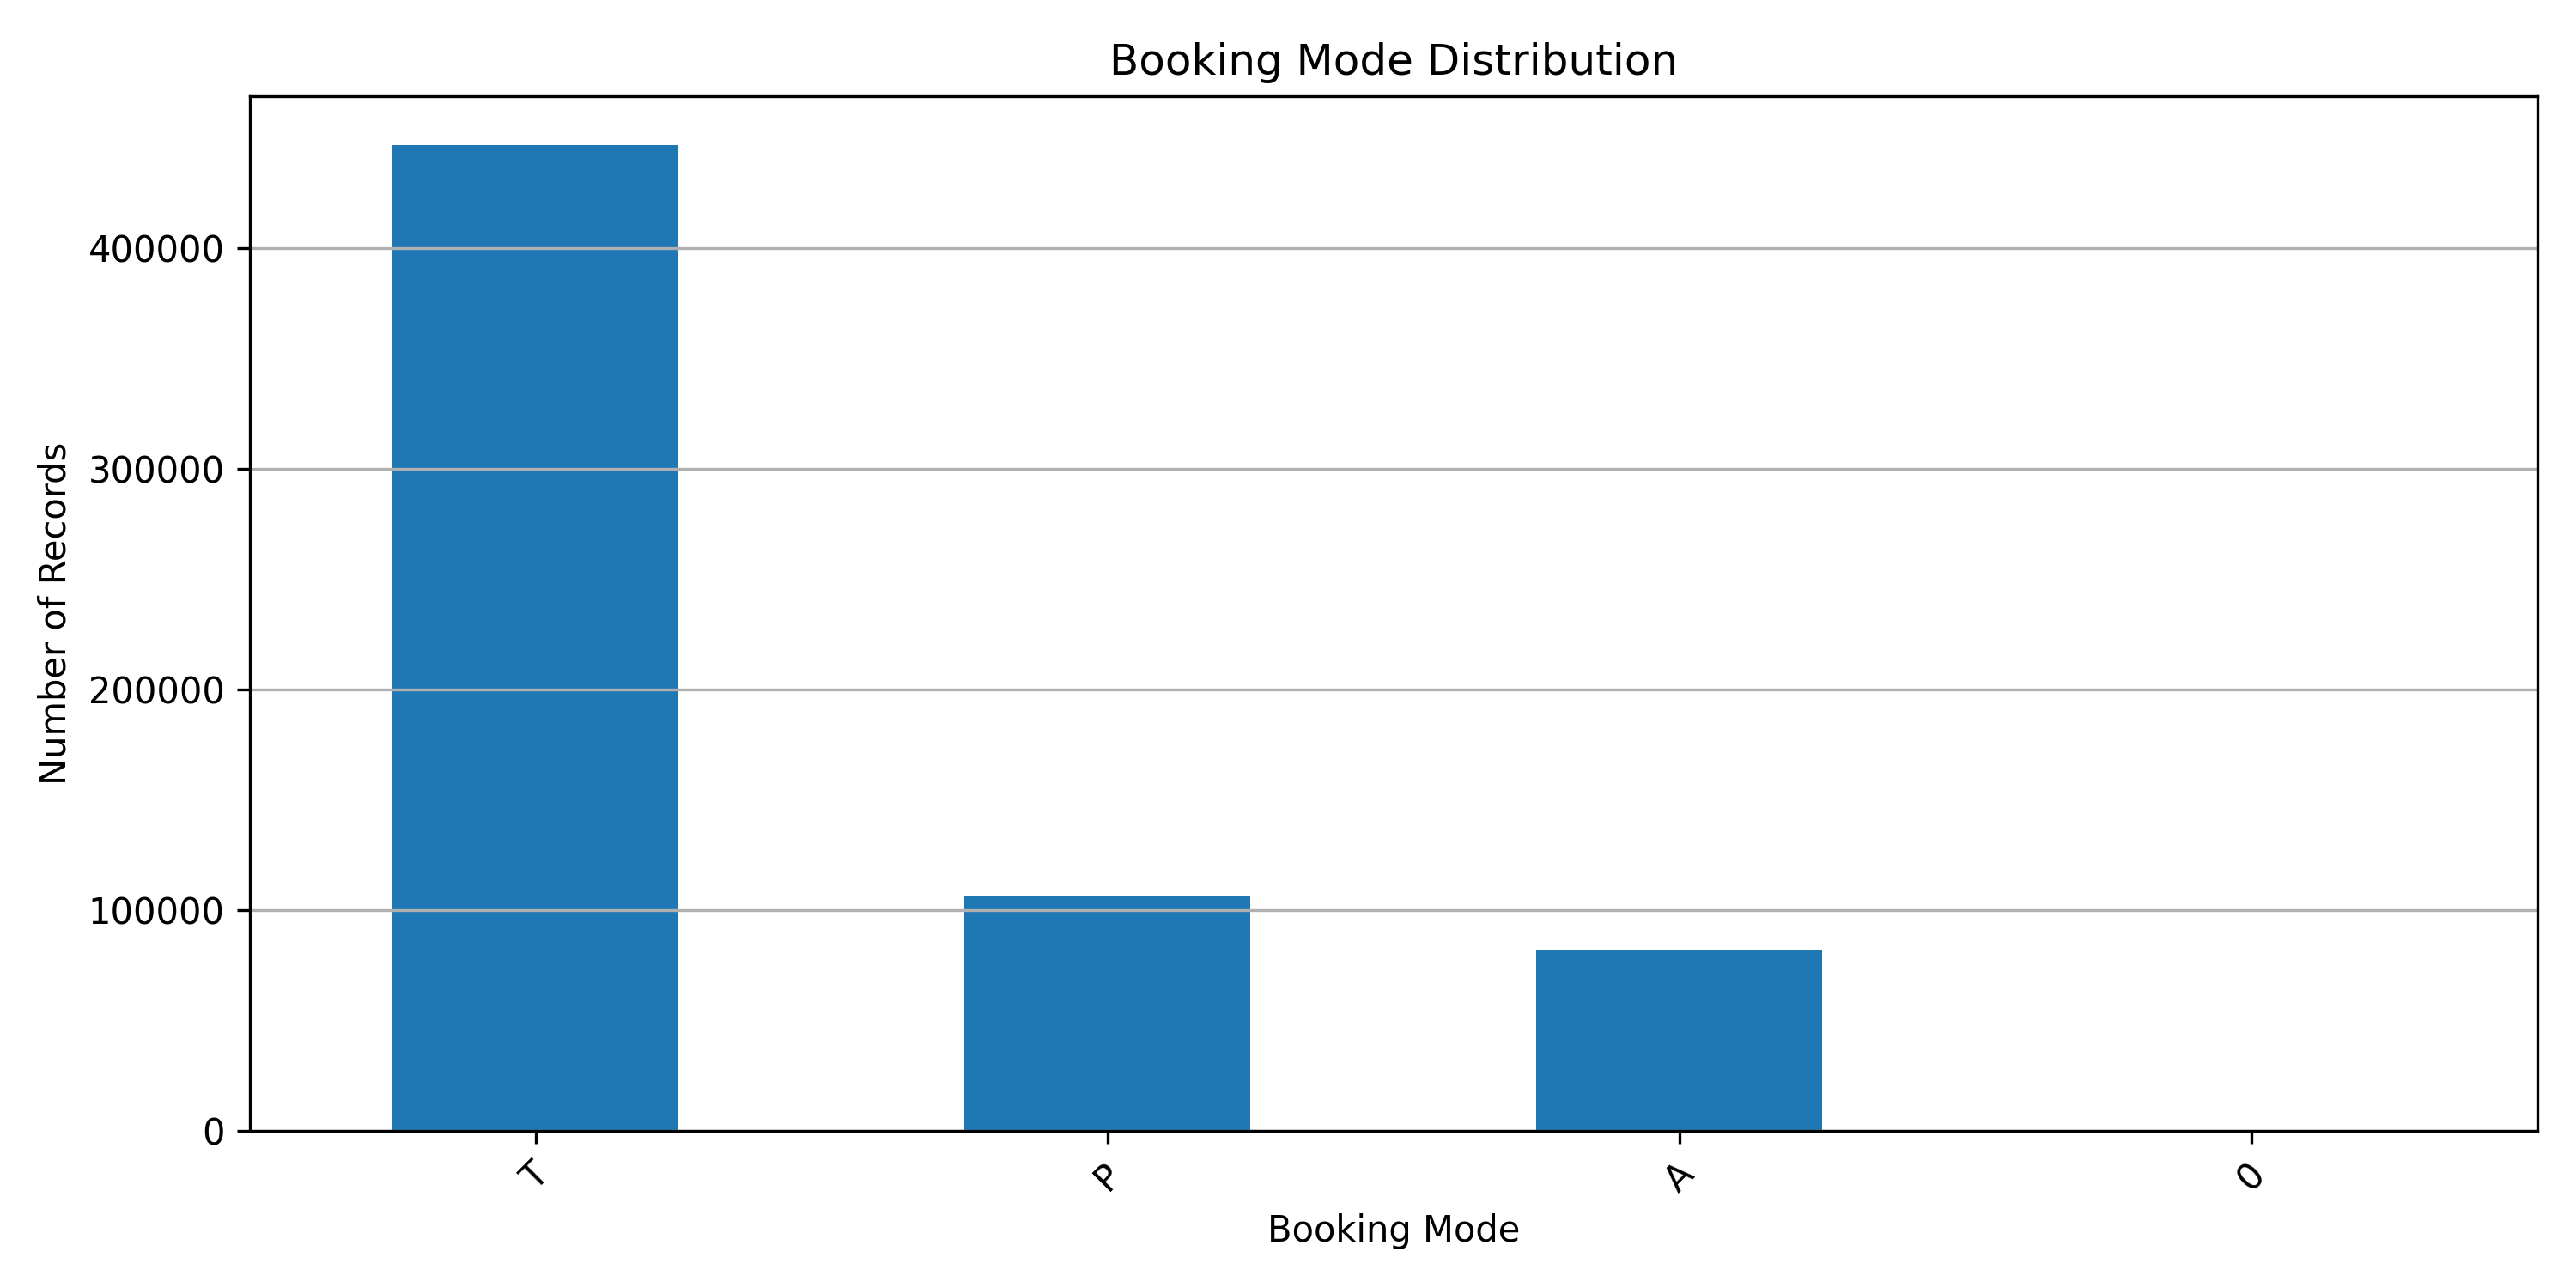 Booking Mode Distribution
Number of Records
400000
300000
200000
100000
0
T
P
A
0
Booking Mode